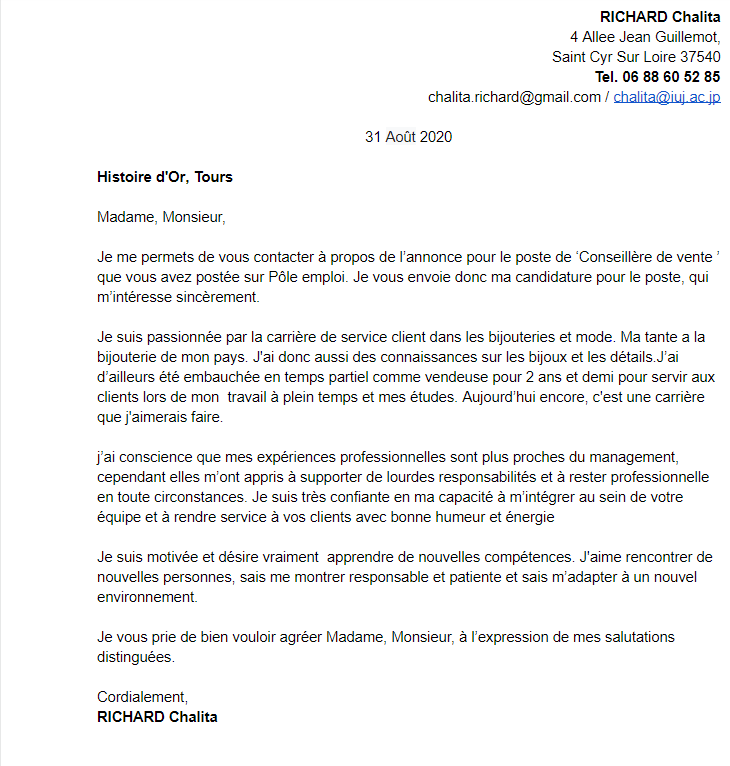 RICHARD Chalita
4 Allee Jean Guillemot,
Saint Cyr Sur Loire 37540
Tel. 06 88 60 52 85
chalita.richard@gmail.com / chalita@iuj.ac.jp
31 Août 2020
Histoire d'Or, Tours
Madame, Monsieur,
Je me permets de vous contacter à propos de l’annonce pour le poste de ‘Conseillère de vente ’
que vous avez postée sur Pôle emploi. Je vous envoie donc ma candidature pour le poste, qui
m’intéresse sincèrement.
Je suis passionnée par la carrière de service client dans les bijouteries et mode. Ma tante a la
bijouterie de mon pays. J'ai donc aussi des connaissances sur les bijoux et les détails.J’ai
d’ailleurs été embauchée en temps partiel comme vendeuse pour 2 ans et demi pour servir aux
clients lors de mon  travail à plein temps et mes études. Aujourd’hui encore, c'est une carrière
que j'aimerais faire.
j’ai conscience que mes expériences professionnelles sont plus proches du management,
cependant elles m’ont appris à supporter de lourdes responsabilités et à rester professionnelle
en toute circonstances. Je suis très confiante en ma capacité à m’intégrer au sein de votre
équipe et à rendre service à vos clients avec bonne humeur et énergie
Je suis motivée et désire vraiment  apprendre de nouvelles compétences. J'aime rencontrer de
nouvelles personnes, sais me montrer responsable et patiente et sais m’adapter à un nouvel
environnement.
Je vous prie de bien vouloir agréer Madame, Monsieur, à l’expression de mes salutations
distinguées.
Cordialement,
RICHARD Chalita